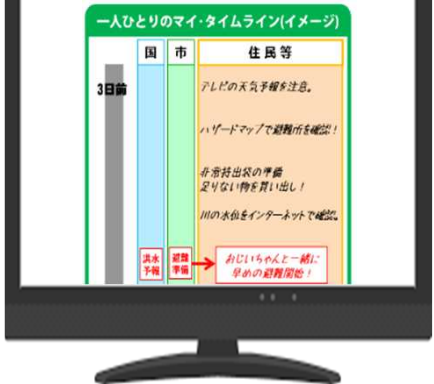 一人ひとりのマイ・タイムライン(イメージ)
国 市 住民等
3日前
テレビの天気予報を注意。
ハザードマップで避難所を確認!
非常持出袋の準備
足りない物を買い出し!
川の水位をインターネットで確認。
洪水
予報
避難
準備
おじいちゃんと一緒に
早めの避難開始!